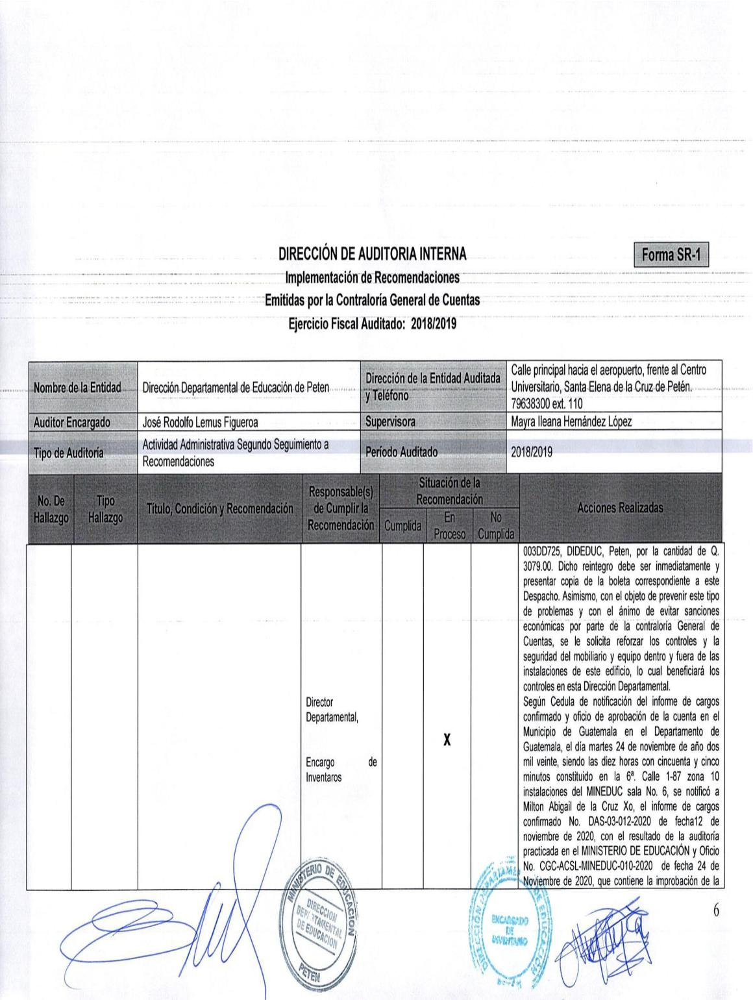 DIRECCIÓN DE AUDITORIA INTERNA
Forma SR-1
Implementación de Recomendaciones
Emitidas por la Contraloría General de Cuentas
Ejercicio Fiscal Auditado: 2018/2019
Nombre de la Entidad
Dirección Departamental de Educación de Peten
Dirección de la Entidad Auditada
y Teléfono
Calle principal hacia el aeropuerto, frente al Centro
Universitario, Santa Elena de la Cruz de Petén.
79638300 ext. 110
Auditor Encargado
José Rodolfo Lemus Figueroa
Supervisora
Mayra Ileana Hernández López
Tipo de Auditoría
Actividad Administrativa Segundo Seguimiento a
Recomendaciones
Período Auditado
2018/2019
No. De
Hallazgo
Tipo
Hallazgo
Título, Condición y Recomendación
Responsable(s)
de Cumplir la
Recomendación
Situación de la
Recomendación
Cumplida
En
Proceso
No
Cumplida
Acciones Realizadas
Director
Departamental,
Encargo de
Inventaros
X
003DD725, DIDEDUC, Peten, por la cantidad de Q.
3079.00. Dicho reintegro debe ser inmediatamente y
presentar copia de la boleta correspondiente a este
Despacho. Asimismo, con el objeto de prevenir este tipo
de problemas y con el ánimo de evitar sanciones
económicas por parte de la contraloría General de
Cuentas, se le solicita reforzar los controles y la
seguridad del mobiliario y equipo dentro y fuera de las
instalaciones de este edificio, lo cual beneficiará los
controles en esta Dirección Departamental.
Según Cedula de notificación del informe de cargos
confirmado y oficio de aprobación de la cuenta en el
Municipio de Guatemala en el Departamento de
Guatemala, el día martes 24 de noviembre de año dos
mil veinte, siendo las diez horas con cincuenta y cinco
minutos constituido en la 6ª. Calle 1-87 zona 10
instalaciones del MINEDUC sala No. 6, se notificó a
Milton Abigail de la Cruz Xo, el informe de cargos
confirmado No. DAS-03-012-2020 de fecha12 de
noviembre de 2020, con el resultado de la auditoría
practicada en el MINISTERIO DE EDUCACIÓN y Oficio
No. CGC-ACSL-MINEDUC-010-2020 de fecha 24 de
Noviembre de 2020, que contiene la improbación de la
MINISTERIO DE EDUCACION
DIRECCION
DEPARTAMENTAL
DE EDUCACION
PETEN
DIRECCIÓN DEPARTAMENTAL DE EDUCACIÓN
ENCARGADO
DE
INVENTARIO
6